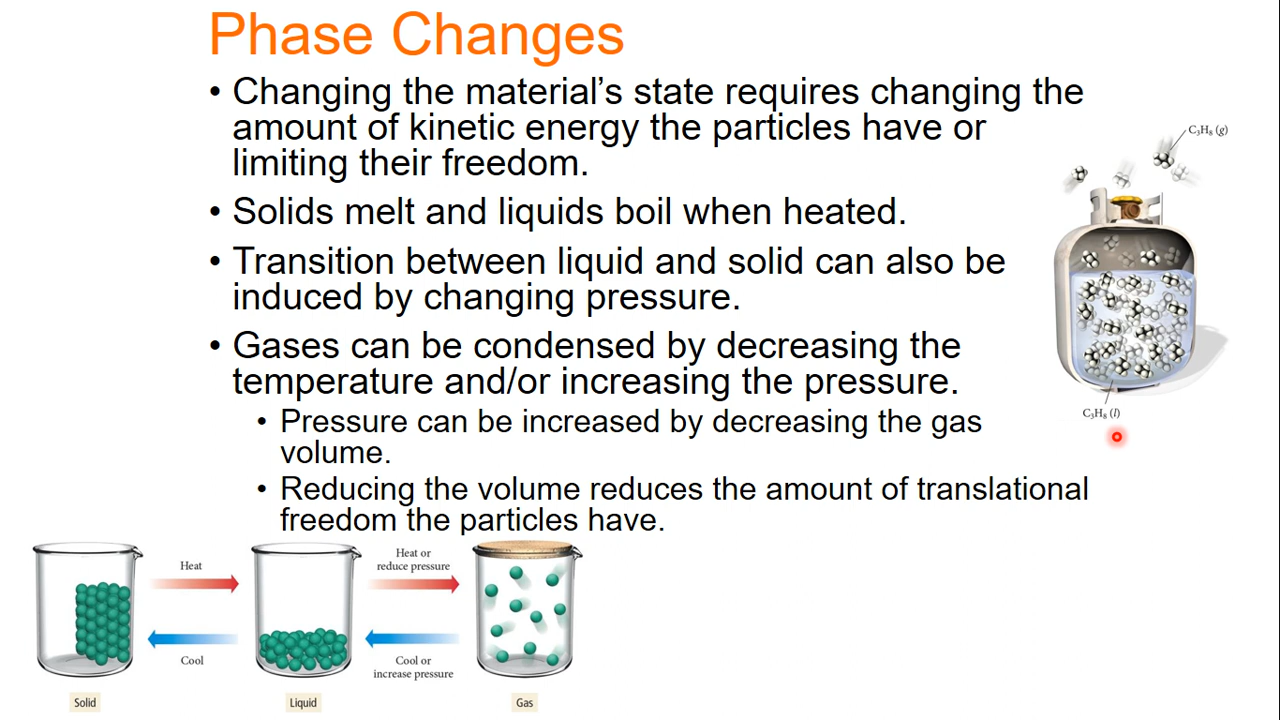 Phase Changes
• Changing the material’s state requires changing the
amount of kinetic energy the particles have or
limiting their freedom.
• Solids melt and liquids boil when heated.
• Transition between liquid and solid can also be
induced by changing pressure.
• Gases can be condensed by decreasing the
temperature and/or increasing the pressure.
• Pressure can be increased by decreasing the gas
volume.
• Reducing the volume reduces the amount of translational
freedom the particles have.
C₃H₈ (g)
C₃H₈ (l)
Heat
Cool
Heat or
reduce pressure
Cool or
increase pressure
Solid
Liquid
Gas